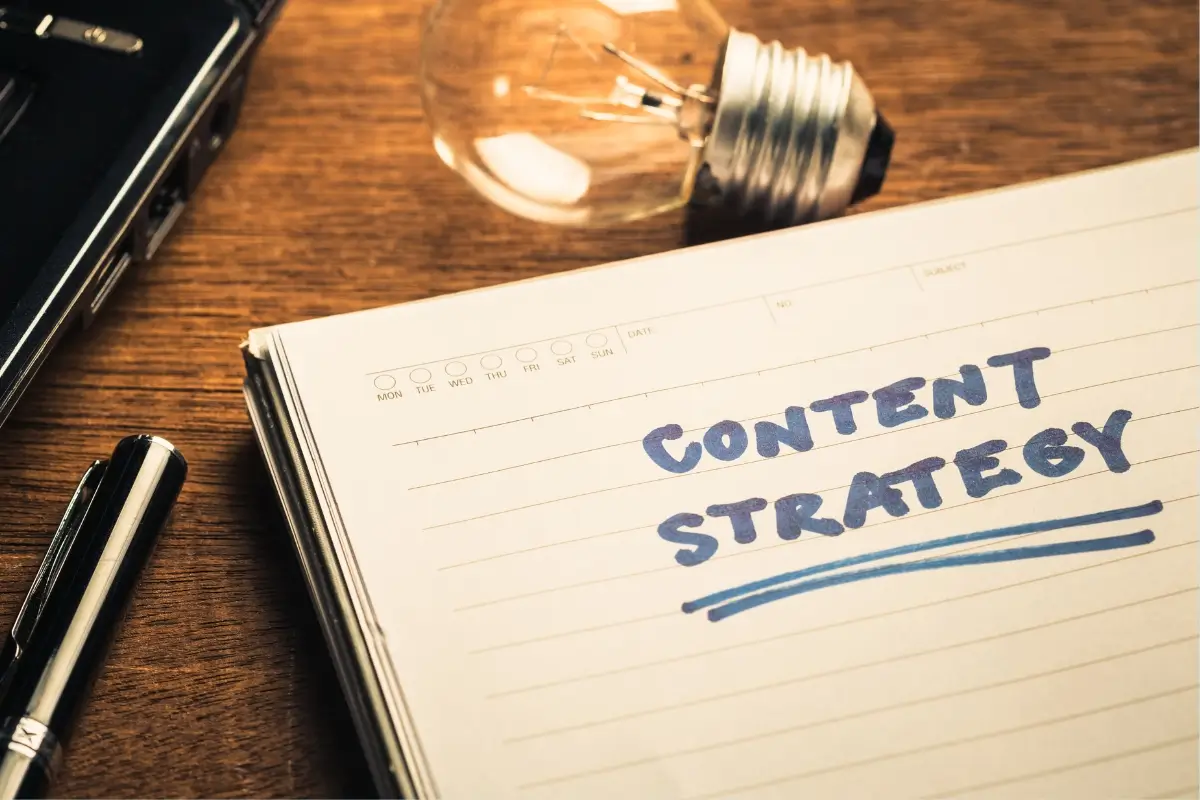 MON TUE WED THU FRI SAT SUN
DATE:
NO.
SUBJECT
CONTENT
STRATEGY